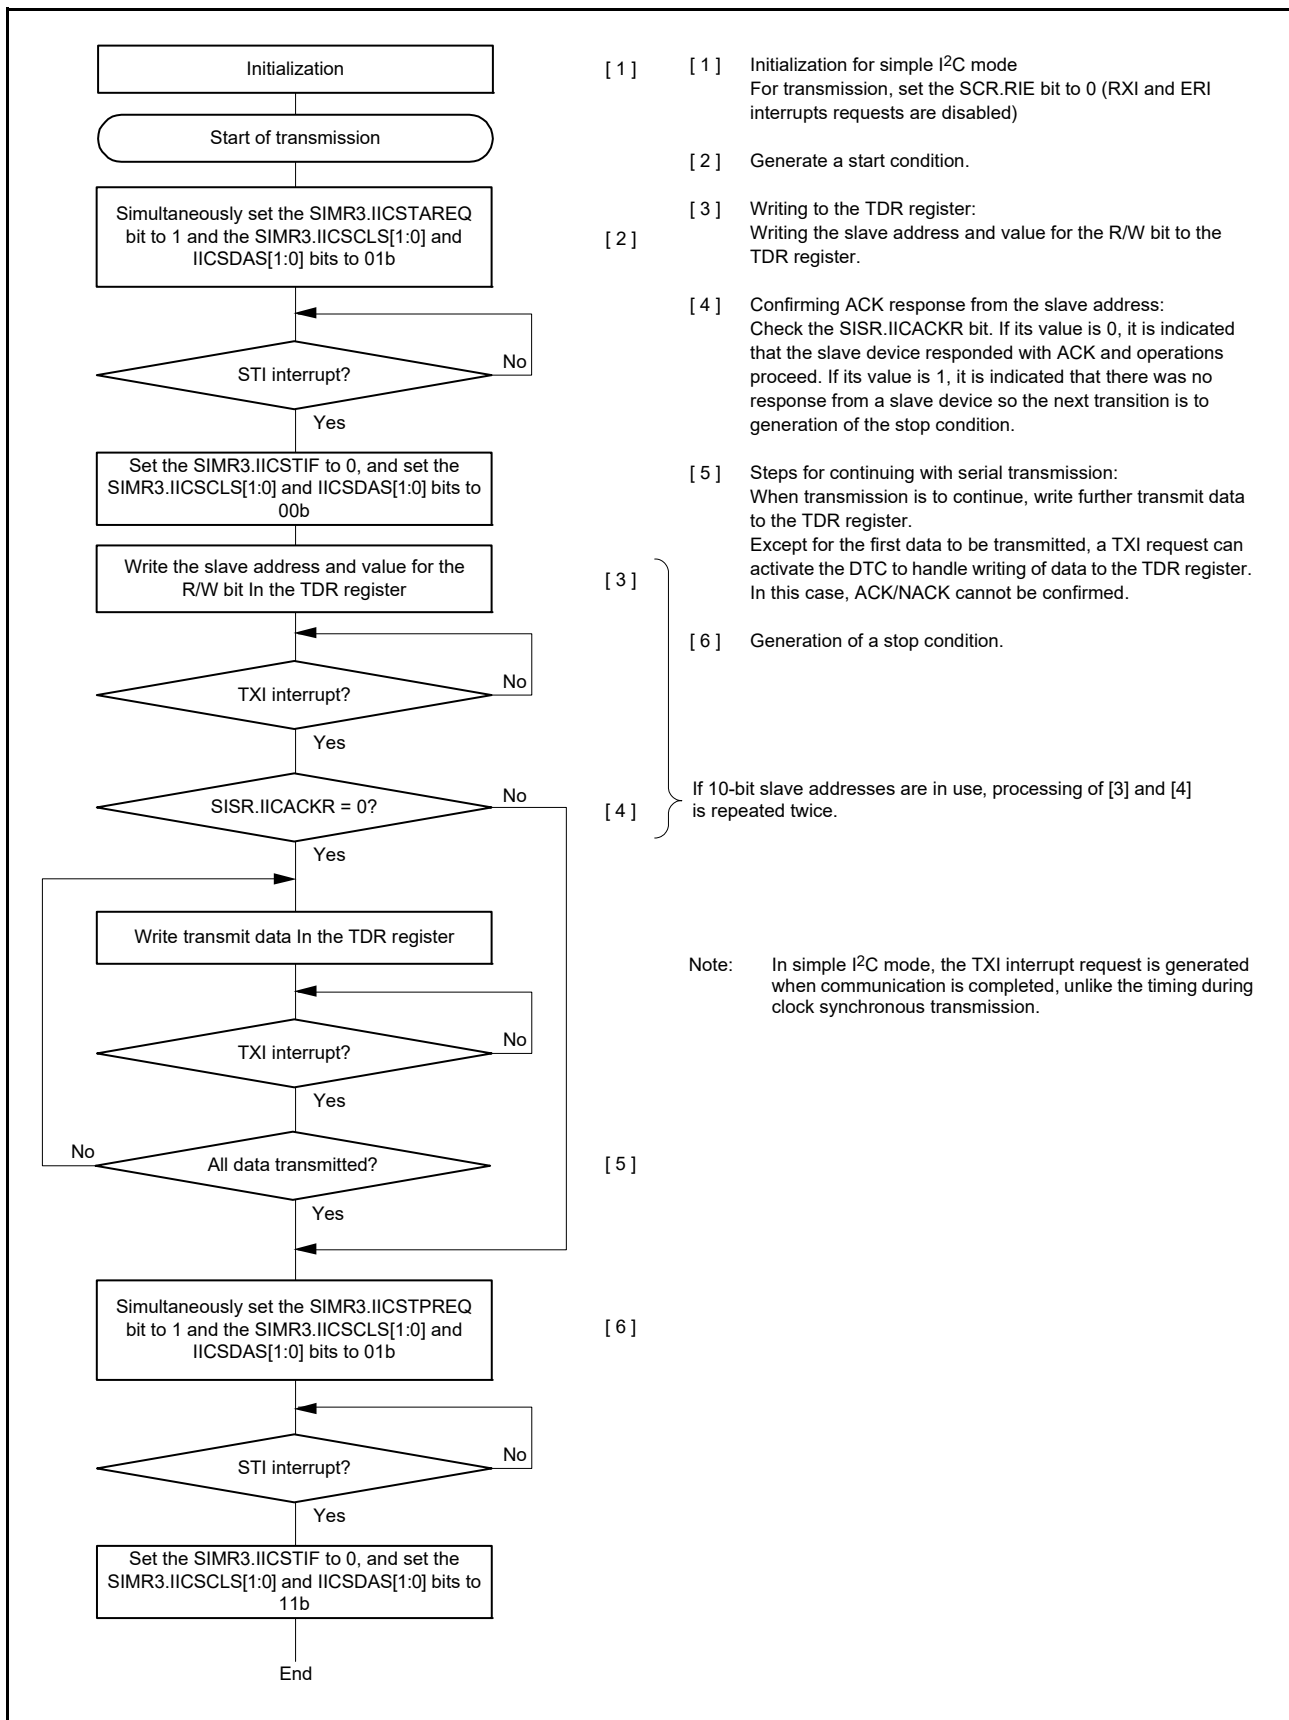 Initialization
[ 1 ]
Start of transmission
Simultaneously set the SIMR3.IICSTAREQ
bit to 1 and the SIMR3.IICSCLS[1:0] and
IICSDAS[1:0] bits to 01b
[ 2 ]
STI interrupt?
No
Yes
Set the SIMR3.IICSTIF to 0, and set the
SIMR3.IICSCLS[1:0] and IICSDAS[1:0] bits to
00b
Write the slave address and value for the
R/W bit In the TDR register
[ 3 ]
TXI interrupt?
No
Yes
SISR.IICACKR = 0?
No
[ 4 ]
Yes
Write transmit data In the TDR register
TXI interrupt?
No
Yes
No
All data transmitted?
[ 5 ]
Yes
Simultaneously set the SIMR3.IICSTPREQ
bit to 1 and the SIMR3.IICSCLS[1:0] and
IICSDAS[1:0] bits to 01b
[ 6 ]
STI interrupt?
No
Yes
Set the SIMR3.IICSTIF to 0, and set the
SIMR3.IICSCLS[1:0] and IICSDAS[1:0] bits to
11b
End
[ 1 ] Initialization for simple I2C mode
For transmission, set the SCR.RIE bit to 0 (RXI and ERI
interrupts requests are disabled)
[ 2 ] Generate a start condition.
[ 3 ] Writing to the TDR register:
Writing the slave address and value for the R/W bit to the
TDR register.
[ 4 ] Confirming ACK response from the slave address:
Check the SISR.IICACKR bit. If its value is 0, it is indicated
that the slave device responded with ACK and operations
proceed. If its value is 1, it is indicated that there was no
response from a slave device so the next transition is to
generation of the stop condition.
[ 5 ] Steps for continuing with serial transmission:
When transmission is to continue, write further transmit data
to the TDR register.
Except for the first data to be transmitted, a TXI request can
activate the DTC to handle writing of data to the TDR register.
In this case, ACK/NACK cannot be confirmed.
[ 6 ] Generation of a stop condition.
If 10-bit slave addresses are in use, processing of [3] and [4]
is repeated twice.
Note: In simple I2C mode, the TXI interrupt request is generated
when communication is completed, unlike the timing during
clock synchronous transmission.